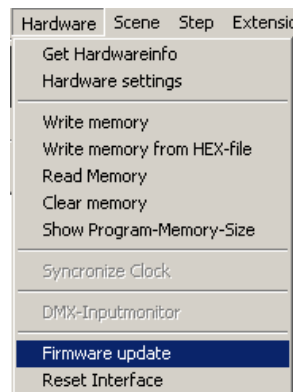 Hardware Scene Step Extensi
Get Hardwareinfo
Hardware settings
Write memory
Write memory from HEX-file
Read Memory
Clear memory
Show Program-Memory-Size
Syncronize Clock
DMX-Inputmonitor
Firmware update
Reset Interface